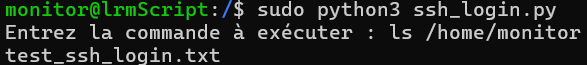 monitor@lrmScript:/$ sudo python3 ssh_login.py
Entrez la commande à exécuter : ls /home/monitor
test_ssh_login.txt